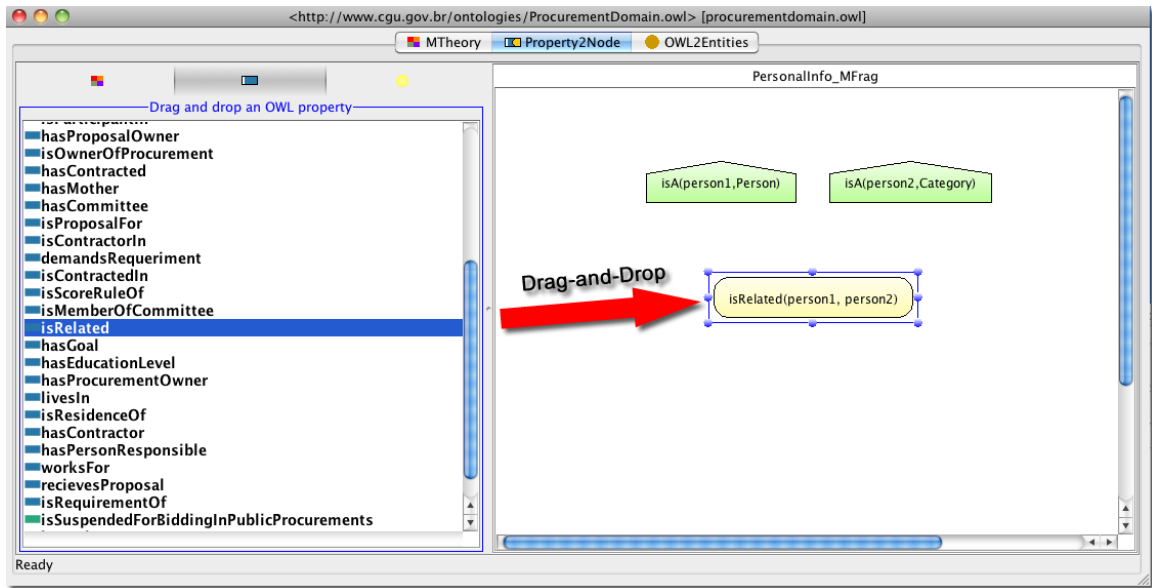 <http://www.cgu.gov.br/ontologies/ProcurementDomain.owl> [procurementdomain.owl]
MTheory Property2Node OWL2Entities
Drag and drop an OWL property
hasProposalOwner
isOwnerOfProcurement
hasContracted
hasMother
hasCommittee
isProposalFor
isContractorIn
demandsRequeriment
isContractedIn
isScoreRuleOf
isMemberOfCommittee
isRelated
hasGoal
hasEducationLevel
hasProcurementOwner
livesIn
isResidenceOf
hasContractor
hasPersonResponsible
worksFor
recievesProposal
isRequirementOf
isSuspendedForBiddingInPublicProcurements
PersonalInfo_MFrag
isA(person1,Person) isA(person2,Category)
Drag-and-Drop
isRelated(person1, person2)
Ready